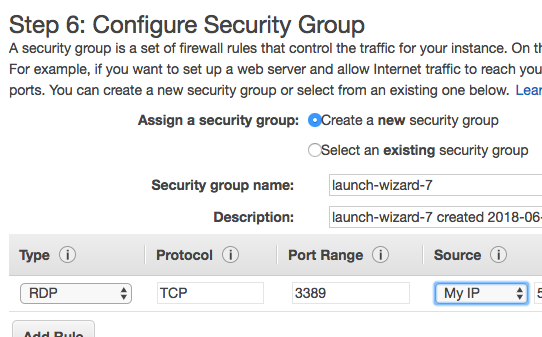 Step 6: Configure Security Group
A security group is a set of firewall rules that control the traffic for your instance. On th
For example, if you want to set up a web server and allow Internet traffic to reach you
ports. You can create a new security group or select from an existing one below. Lear
Assign a security group: Create a new security group
Select an existing security group
Security group name: launch-wizard-7
Description: launch-wizard-7 created 2018-06-
Type i Protocol i Port Range i Source i
RDP TCP 3389 My IP 5
Add Rule